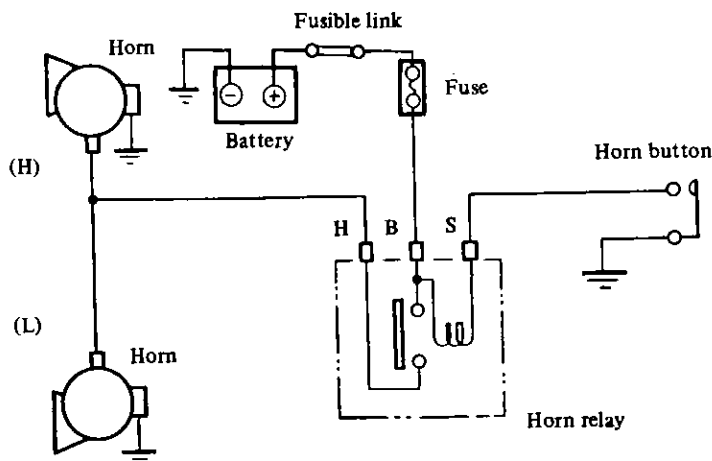 Fusible link
Horn
Fuse
Battery
Horn button
(H)
H B S
(L)
Horn
Horn relay